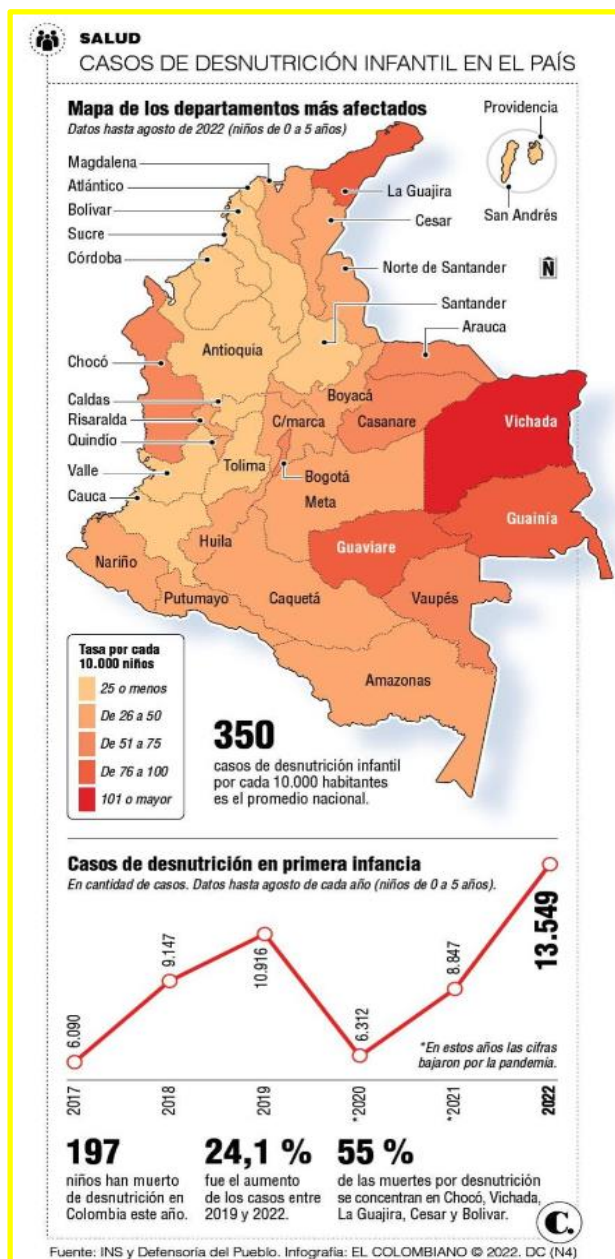 SALUD
CASOS DE DESNUTRICIÓN INFANTIL EN EL PAÍS
Mapa de los departamentos más afectados
Datos hasta agosto de 2022 (niños de 0 a 5 años)
Providencia
San Andrés
Magdalena
Atlántico
Bolivar
Sucre
Córdoba
La Guajira
Cesar
Norte de Santander
N
Santander
Arauca
Antioquia
Chocó
Boyacá
Caldas
Risaralda
Quindío
C/marca
Casanare
Vichada
Valle
Tolima
Bogotá
Cauca
Meta
Guainía
Huila
Guaviare
Nariño
Putumayo
Caquetá
Vaupés
Amazonas
Tasa por cada
10.000 niños
25 o menos
De 26 a 50
De 51 a 75
De 76 a 100
101 o mayor
350
casos de desnutrición infantil
por cada 10.000 habitantes
es el promedio nacional.
Casos de desnutrición en primera infancia
En cantidad de casos. Datos hasta agosto de cada año (niños de 0 a 5 años).
6.090
9.147
10.916
6.312
8.847
13.549
*En estos años las cifras
bajaron por la pandemia.
2017
2018
2019
*2020
*2021
2022
197
niños han muerto
de desnutrición en
Colombia este año.
24,1 %
fue el aumento
de los casos entre
2019 y 2022.
55 %
de las muertes por desnutrición
se concentran en Chocó, Vichada,
La Guajira, Cesar y Bolivar.
C.
Fuente: INS y Defensoría del Pueblo. Infografía: EL COLOMBIANO © 2022. DG (N4)